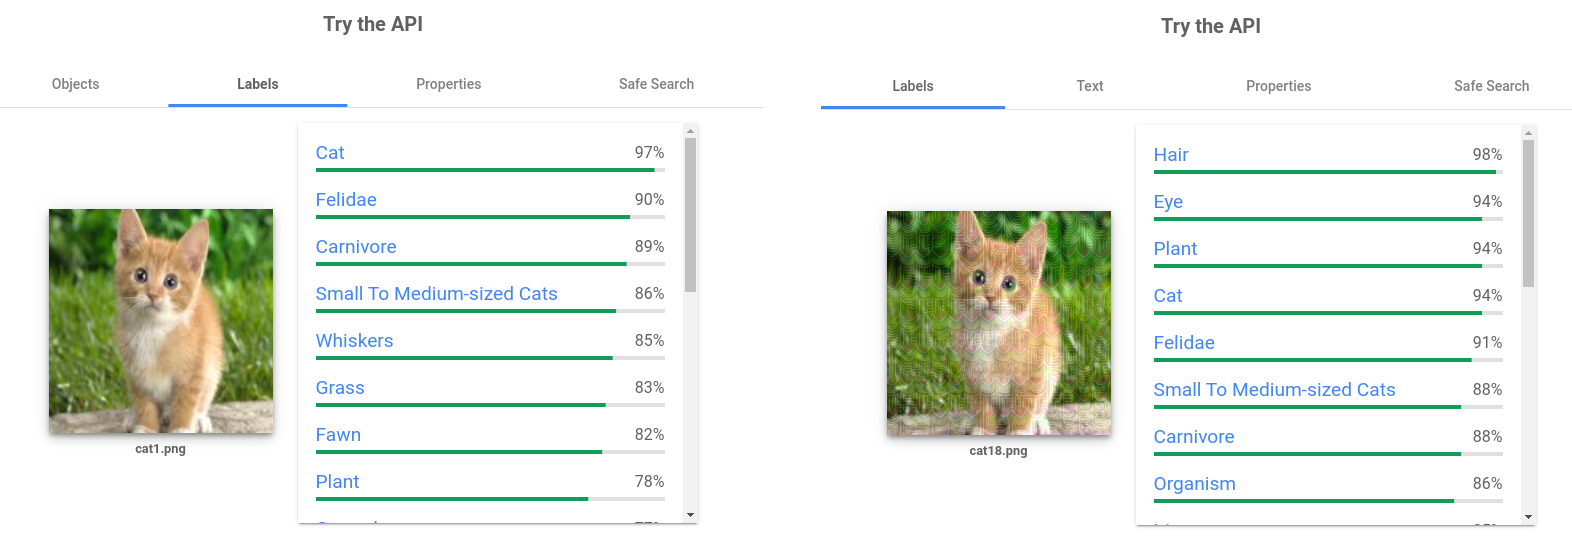 Try the API
Objects Labels Properties Safe Search
Cat 97%
Felidae 90%
Carnivore 89%
Small To Medium-sized Cats 86%
Whiskers 85%
Grass 83%
Fawn 82%
Plant 78%
cat1.png
Try the API
Labels Text Properties Safe Search
Hair 98%
Eye 94%
Plant 94%
Cat 94%
Felidae 91%
Small To Medium-sized Cats 88%
Carnivore 88%
Organism 86%
cat18.png